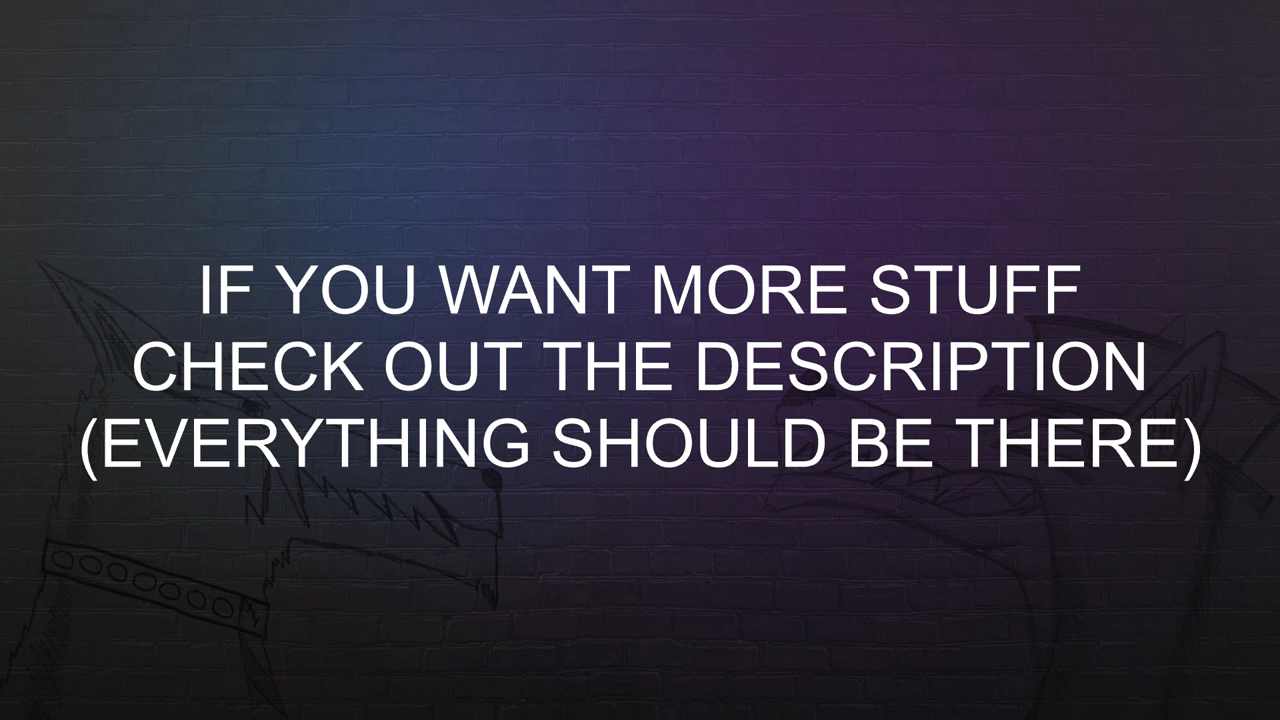 IF YOU WANT MORE STUFF
CHECK OUT THE DESCRIPTION
(EVERYTHING SHOULD BE THERE)